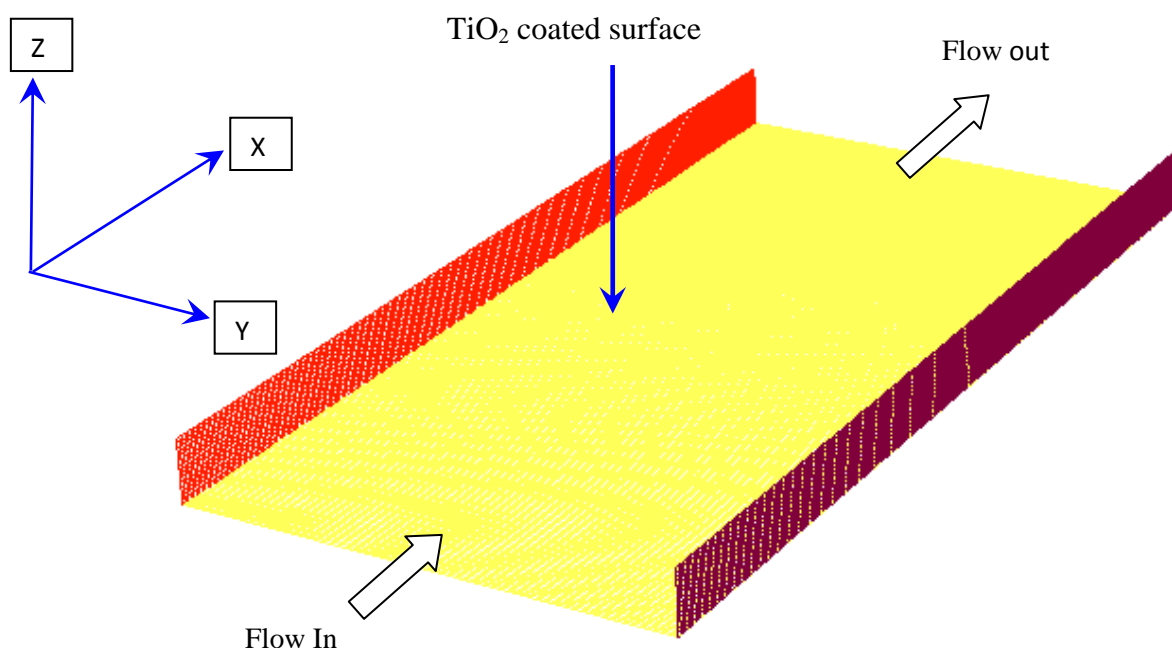 TiO₂ coated surface
Flow out
Z
X
Y
Flow In